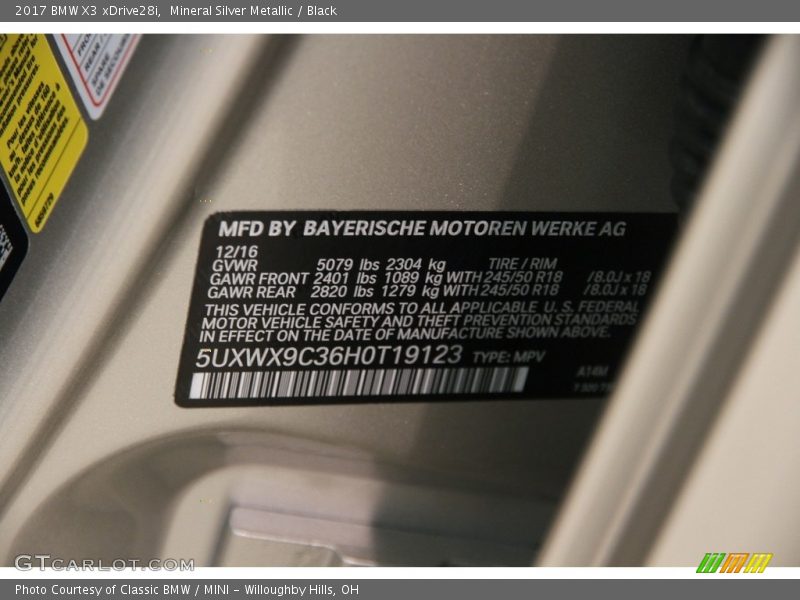 2017 BMW X3 xDrive28i, Mineral Silver Metallic / Black
MFD BY BAYERISCHE MOTOREN WERKE AG
12/16
GVWR 5079 lbs 2304 kg TIRE / RIM
GAWR FRONT 2401 lbs 1089 kg WITH 245/50 R18 /8.0J x 18
GAWR REAR 2820 lbs 1279 kg WITH 245/50 R18 /8.0J x 18
THIS VEHICLE CONFORMS TO ALL APPLICABLE U. S. FEDERAL
MOTOR VEHICLE SAFETY AND THEFT PREVENTION STANDARDS
IN EFFECT ON THE DATE OF MANUFACTURE SHOWN ABOVE.
5UXWX9C36H0T19123 TYPE: MPV
A14M
GTCARLOT.COM
Photo Courtesy of Classic BMW / MINI - Willoughby Hills, OH